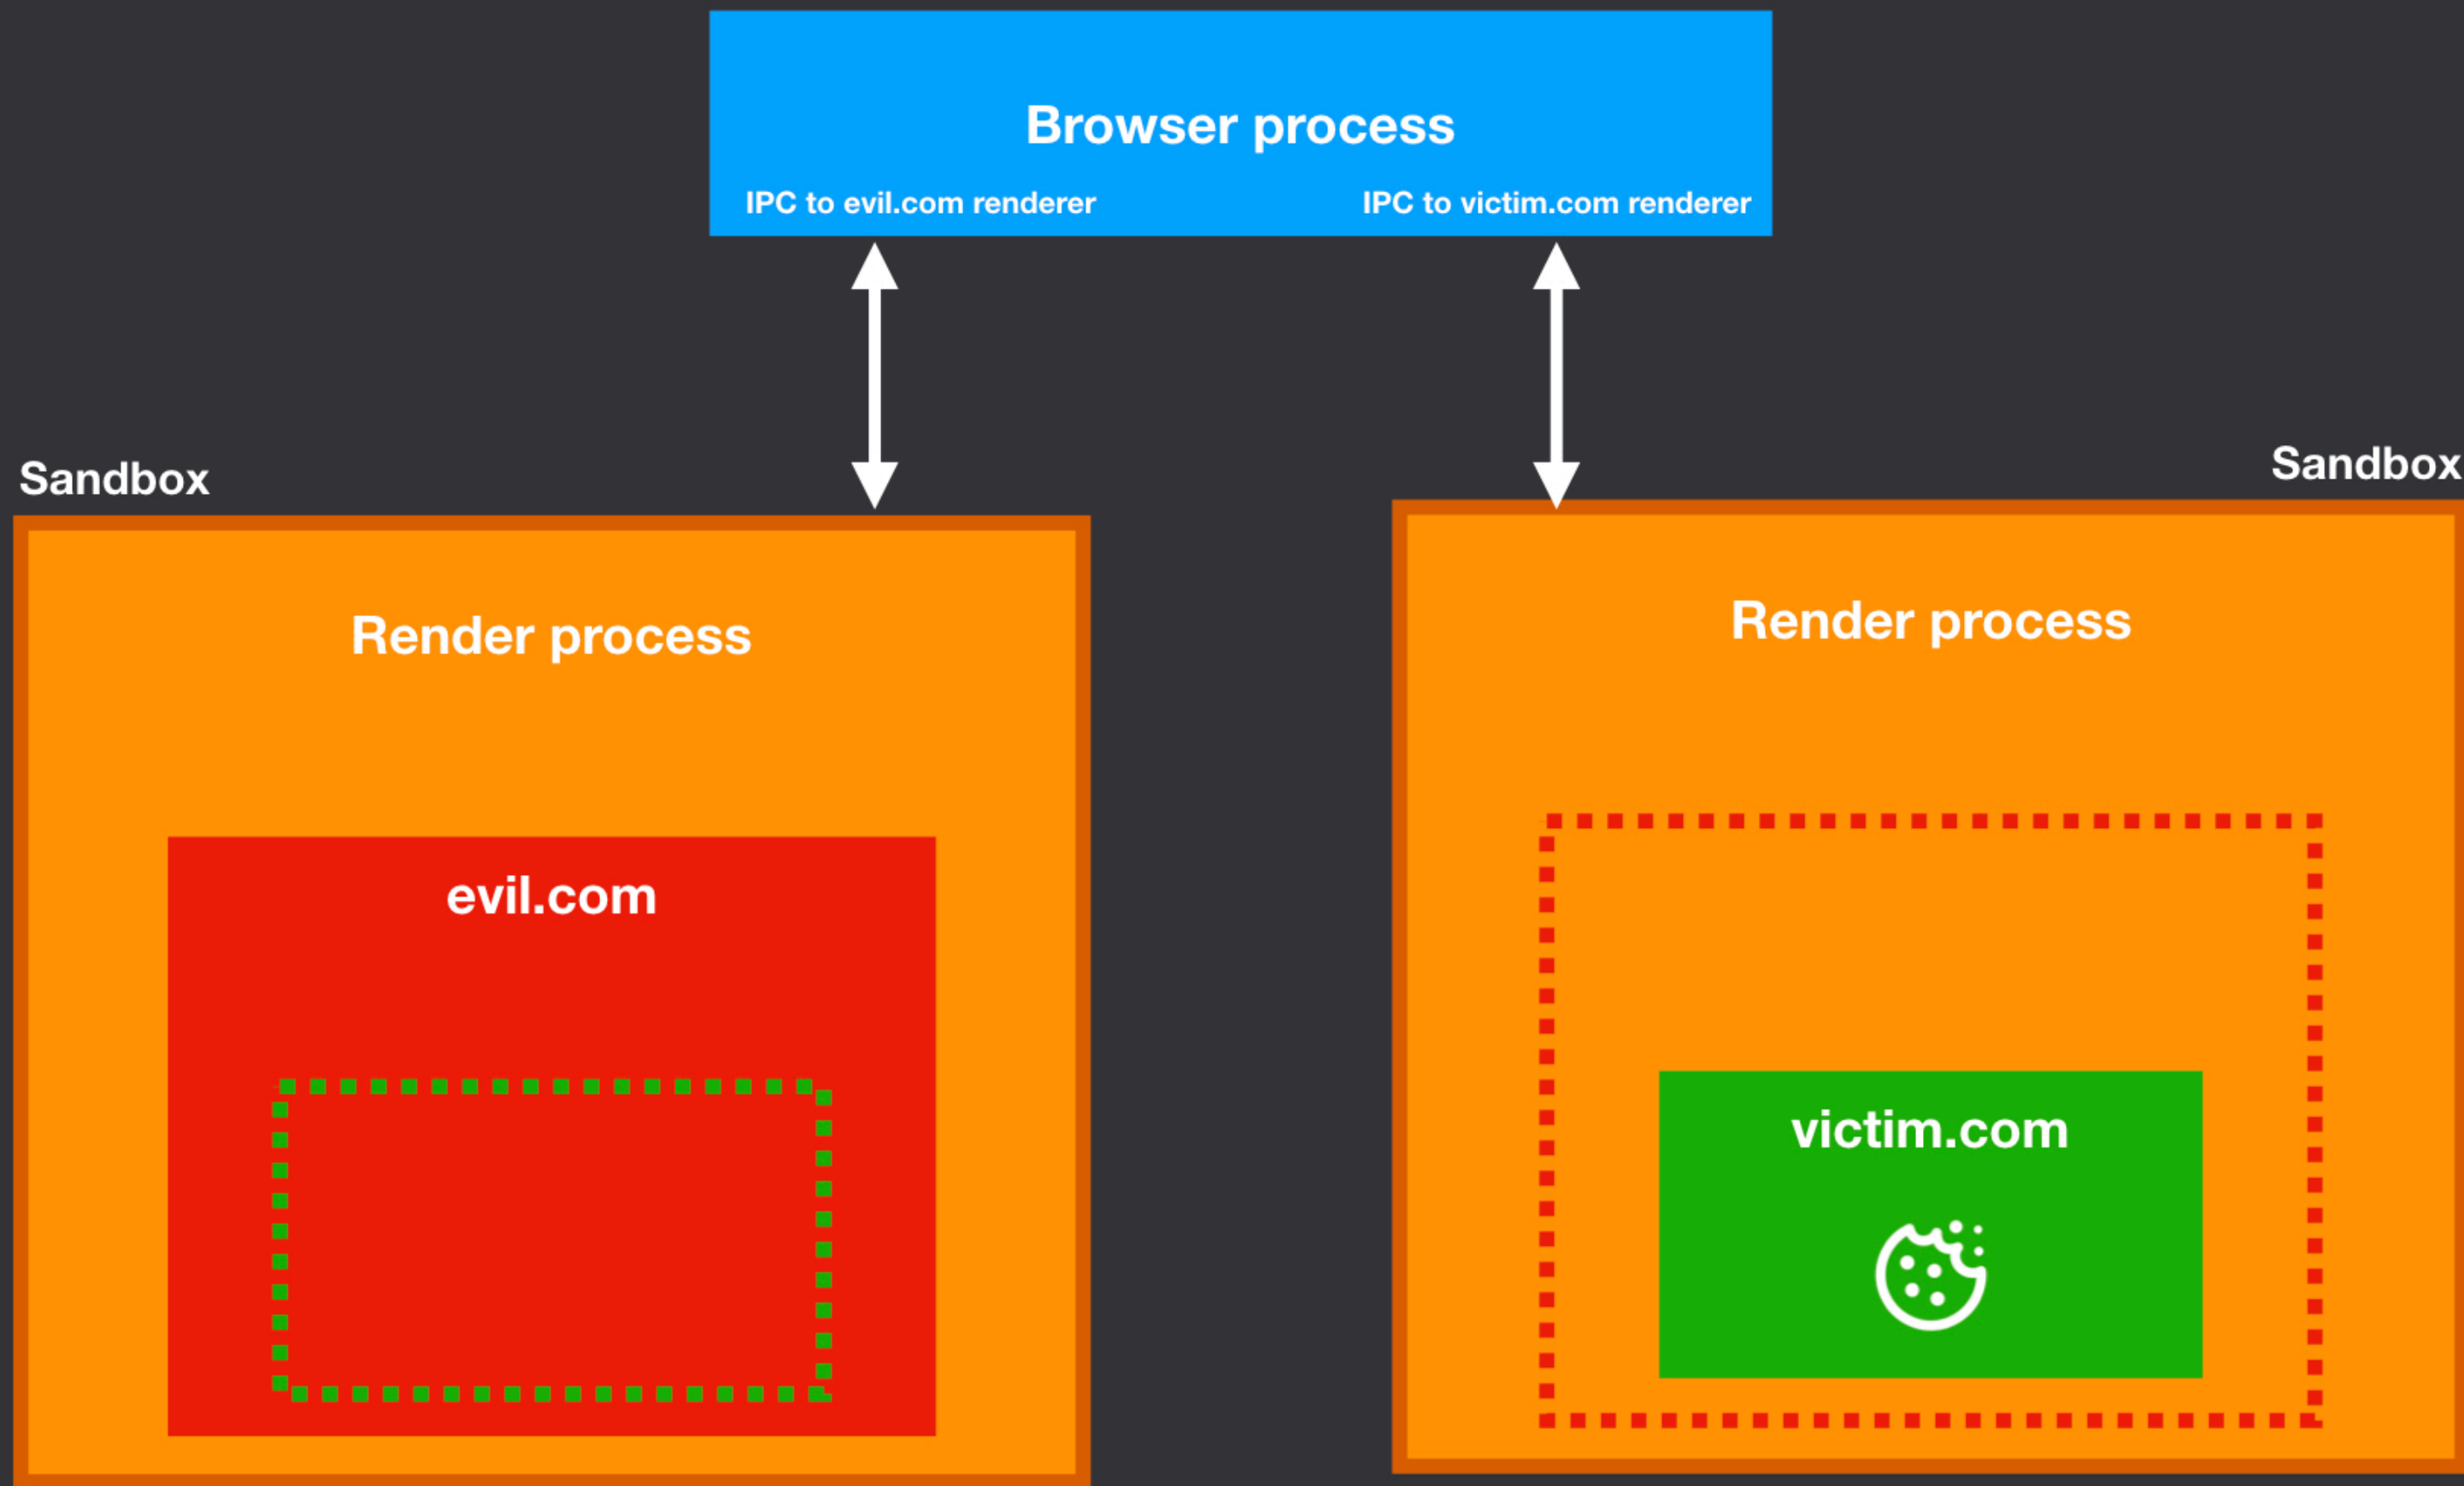 Browser process
IPC to evil.com renderer
IPC to victim.com renderer
Sandbox
Sandbox
Render process
Render process
evil.com
victim.com